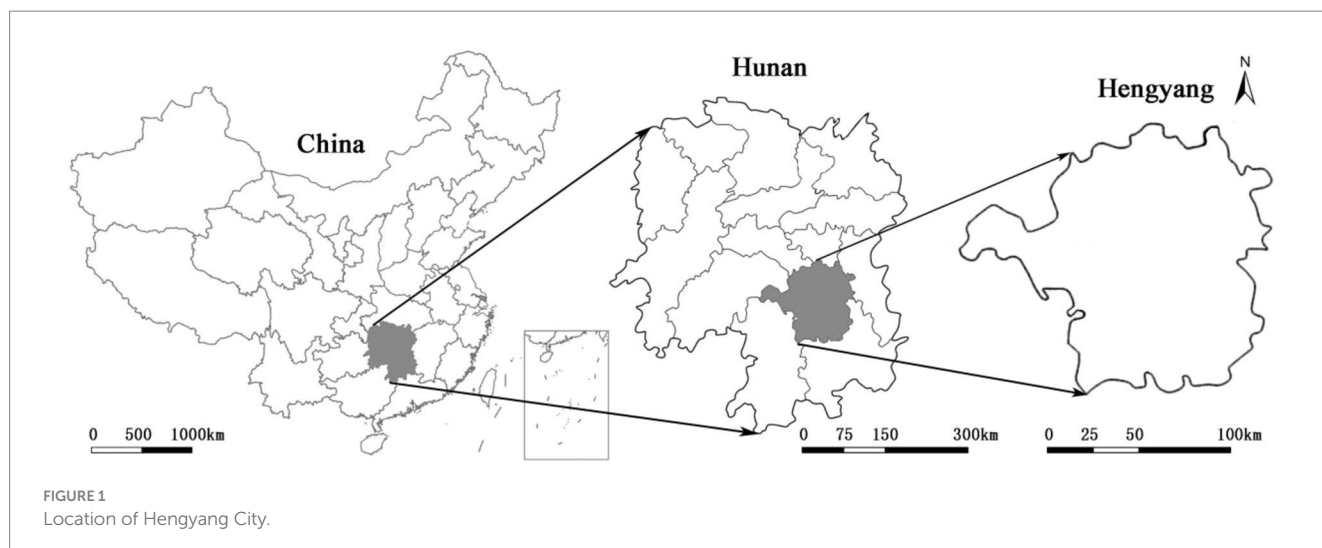 China
Hunan
Hengyang
N
0 500 1000km
0 75 150 300km
0 25 50 100km
FIGURE 1
Location of Hengyang City.